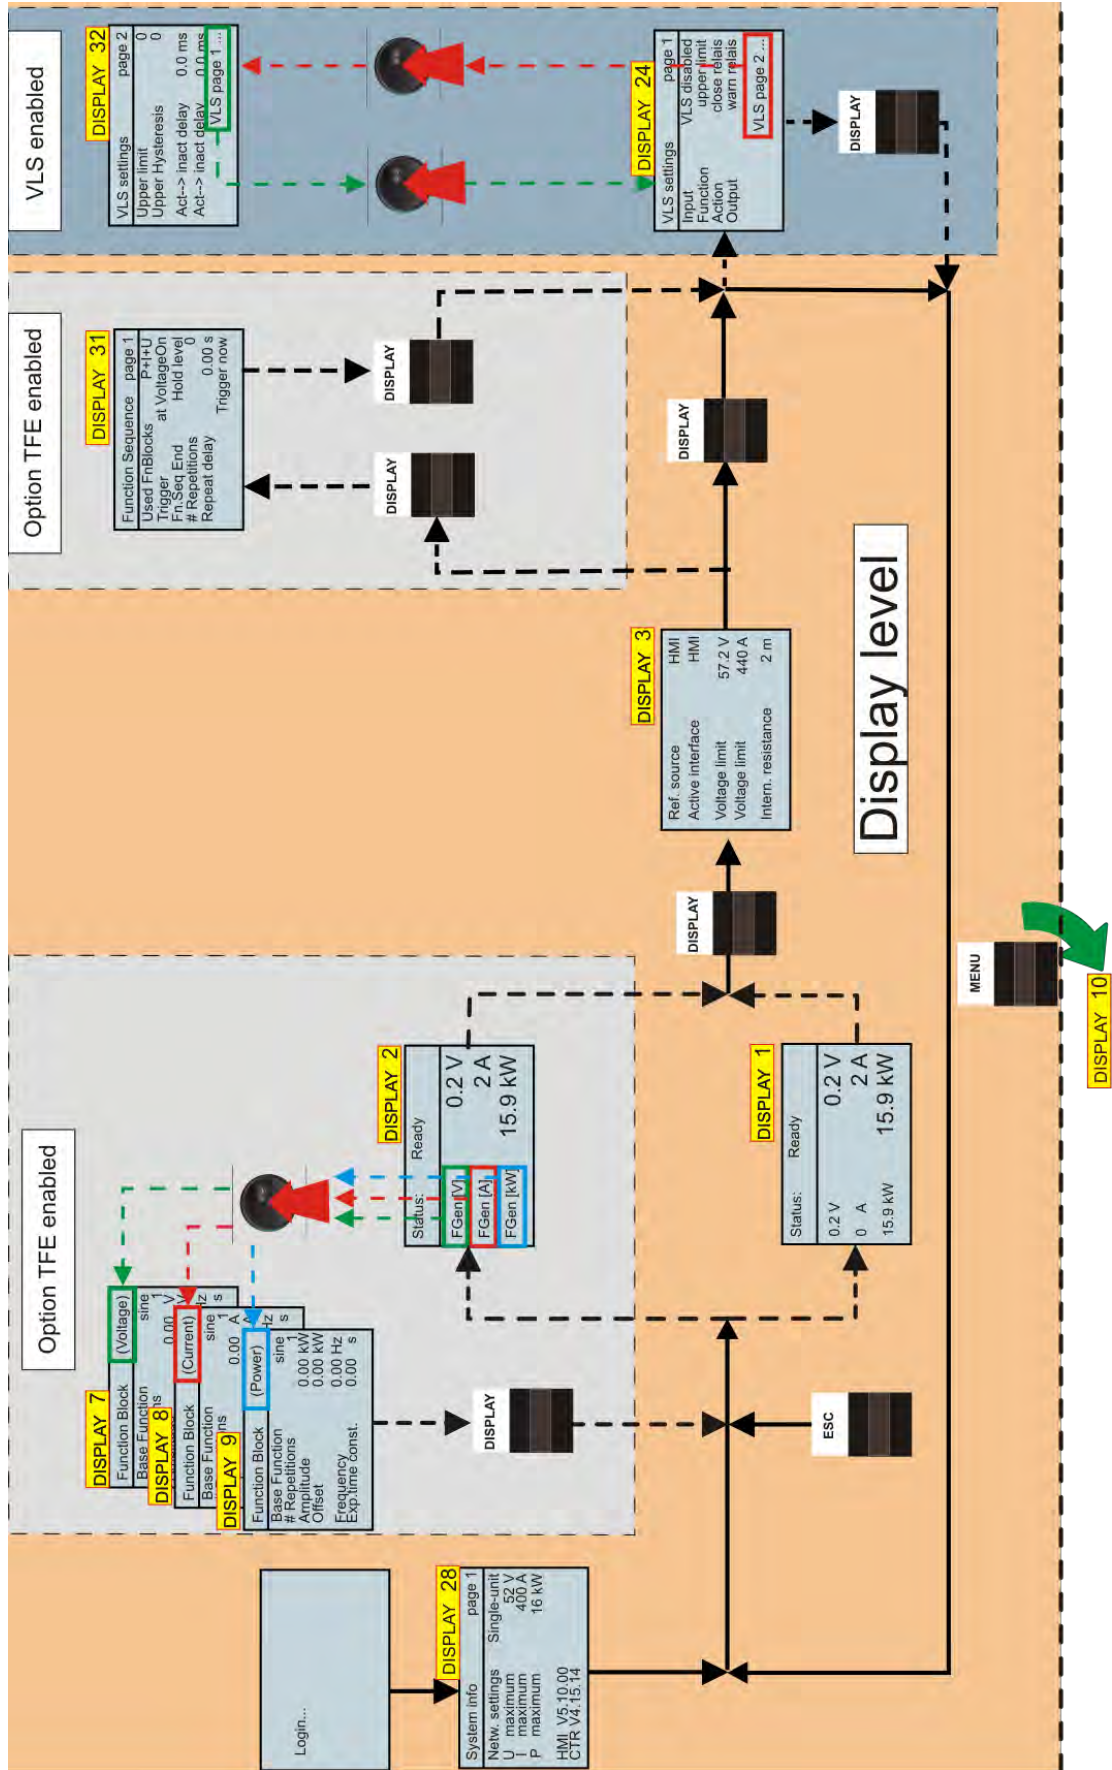 Login...
DISPLAY 28
System info page 1
Netw. settings Single-unit
U maximum 52 V
I maximum 400 A
P maximum 16 kW
HMI V5.10.00
CTR V4.15.14
Option TFE enabled
DISPLAY 7
Function Block (Voltage)
Base Function sine
1
0.00 V
V
Hz
s
DISPLAY 8
Function Block (Current)
Base Function sine
1
0.00 A
A
Hz
s
DISPLAY 9
Function Block (Power)
Base Function sine
# Repetitions 1
Amplitude 0.00 kW
Offset 0.00 kW
Frequency 0.00 Hz
Exp.time const. 0.00 s
DISPLAY
ESC
DISPLAY 2
Status: Ready
FGen [V] 0.2 V
FGen [A] 2 A
FGen [kW] 15.9 kW
DISPLAY 1
Status: Ready
0.2 V 0.2 V
0 A 2 A
15.9 kW 15.9 kW
DISPLAY
MENU
DISPLAY 10
DISPLAY 3
Ref. source HMI
Active interface HMI
Voltage limit 57.2 V
Voltage limit 440 A
Intern. resistance 2 m
Display level
Option TFE enabled
DISPLAY 31
Function Sequence page 1
Used FnBlocks P+I+U
Trigger at VoltageOn
Fn.Seq End Hold level
# Repetitions 0
Repeat delay 0.00 s
Trigger now
DISPLAY
DISPLAY
DISPLAY
VLS enabled
DISPLAY 32
VLS settings page 2
Upper limit 0
Upper Hysteresis 0
Act--> inact delay 0.0 ms
Act--> inact delay 0.0 ms
VLS page 1 ...
DISPLAY 24
VLS settings page 1
Input VLS disabled
Function upper limit
Action close relais
Output warn relais
VLS page 2 ...
DISPLAY